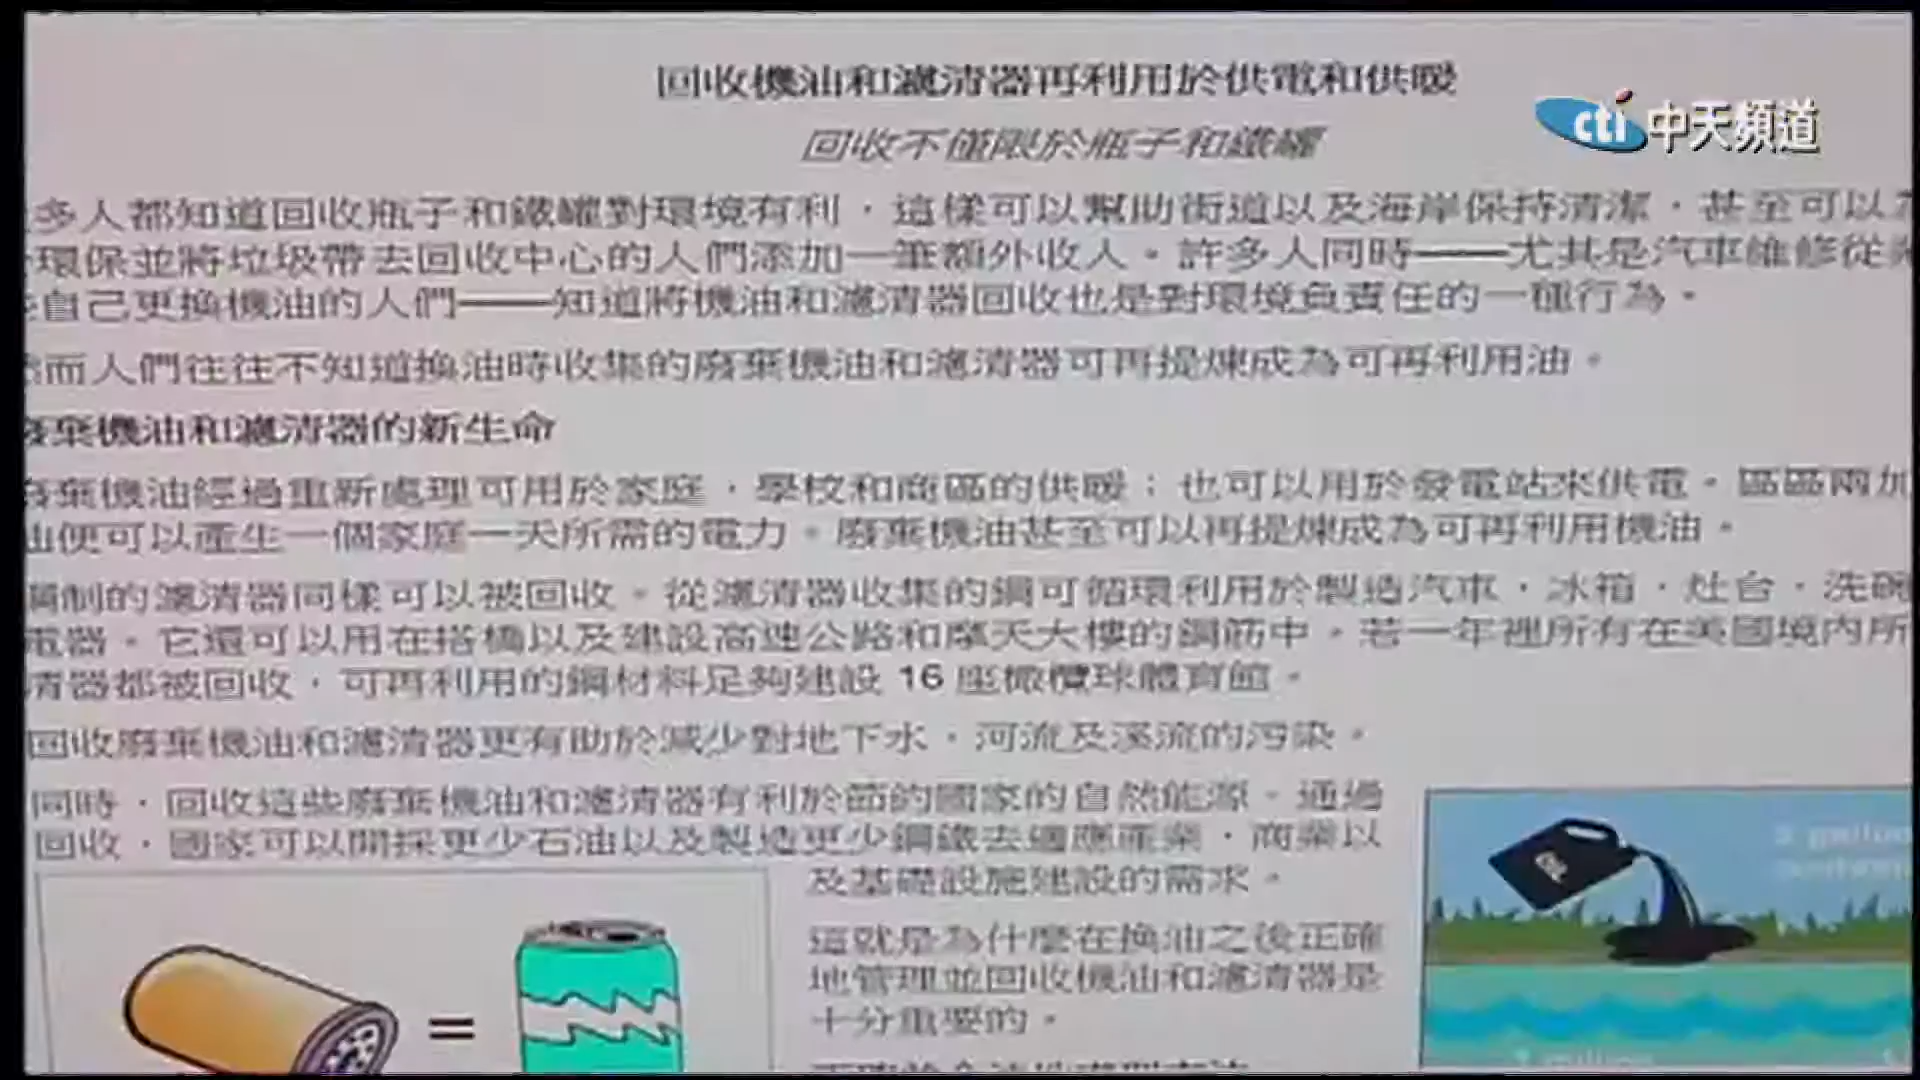 回收機油和濾清器再利用於供電和供暖
回收不僅限於瓶子和鐵罐
cti 中天頻道
多人都知道回收瓶子和鐵罐對環境有利，這樣可以幫助街道以及海岸保持清潔，甚至可以
環保並將垃圾帶去回收中心的人們添加一筆額外收人。許多人同時——尤其是汽車維修從
自己更換機油的人們——知道將機油和濾清器回收也是對環境負責任的一種行為。
而人們往往不知道換油時收集的廢棄機油和濾清器可再提煉成為可再利用油。
廢棄機油和濾清器的新生命
廢棄機油經過重新處理可用於家庭，學校和商區的供暖；也可以用於發電站來供電。區區兩加
油便可以產生一個家庭一天所需的電力。廢棄機油甚至可以再提煉成為可再利用機油。
鋼制的濾清器同樣可以被回收。從濾清器收集的鋼可循環利用於製造汽車，冰箱，灶台，洗碗
電器。它還可以用在搭橋以及建設高速公路和摩天大樓的鋼筋中。若一年裡所有在美國境內所
清器都被回收，可再利用的鋼材料足夠建設 16 座橄欖球體育館。
回收廢棄機油和濾清器更有助於減少對地下水，河流及溪流的污染。
同時，回收這些廢棄機油和濾清器有利於節約國家的自然能源。通過
回收，國家可以開採更少石油以及製造更少鋼鐵去適應產業，商業以
及基礎設施建設的需求。
這就是為什麼在換油之後正確
地管理並回收機油和濾清器是
十分重要的。
=